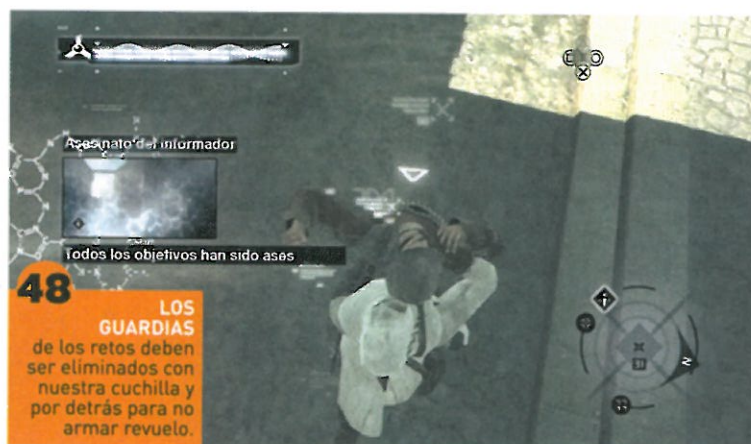 Asesinato del informador
Todos los objetivos han sido ases
48
LOS
GUARDIAS
de los retos deben
ser eliminados con
nuestra cuchilla y
por detrás para no
armar revuelo.
N